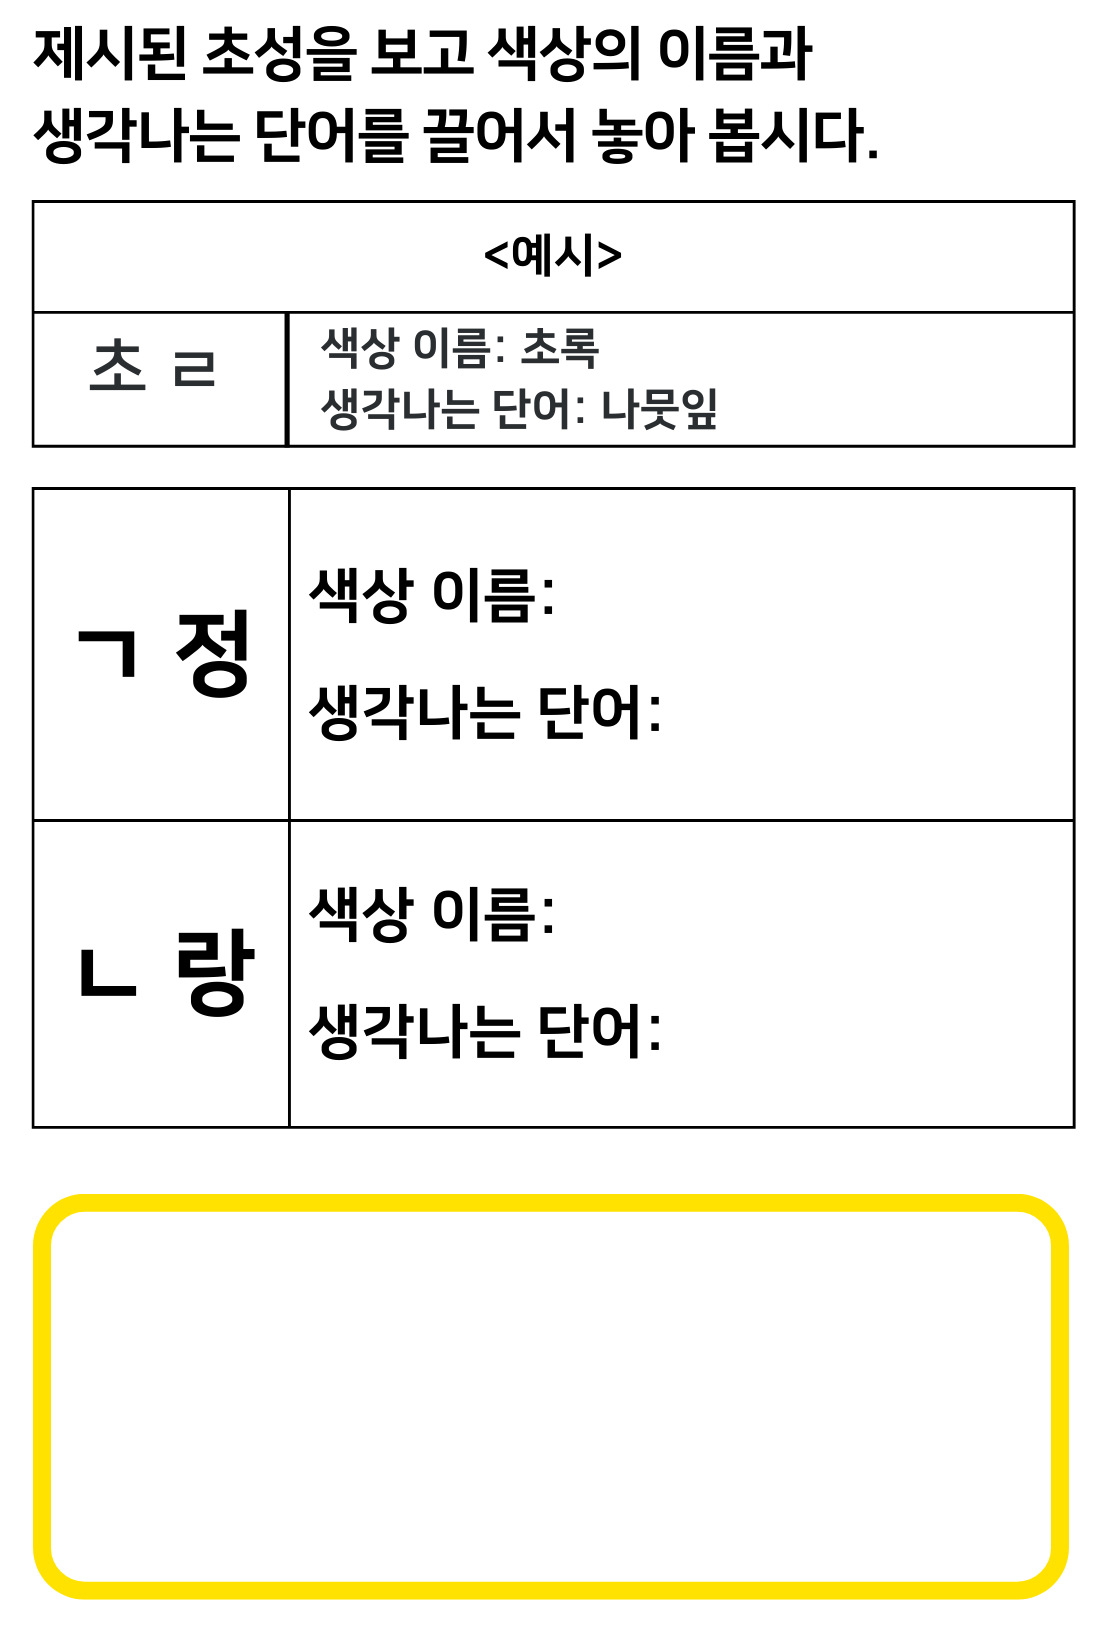 제시된 초성을 보고 색상의 이름과
생각나는 단어를 끌어서 놓아 봅시다.
<예시>
초 ㄹ
색상 이름: 초록
생각나는 단어: 나뭇잎
ㄱ 정
색상 이름:
생각나는 단어:
ㄴ 랑
색상 이름:
생각나는 단어: